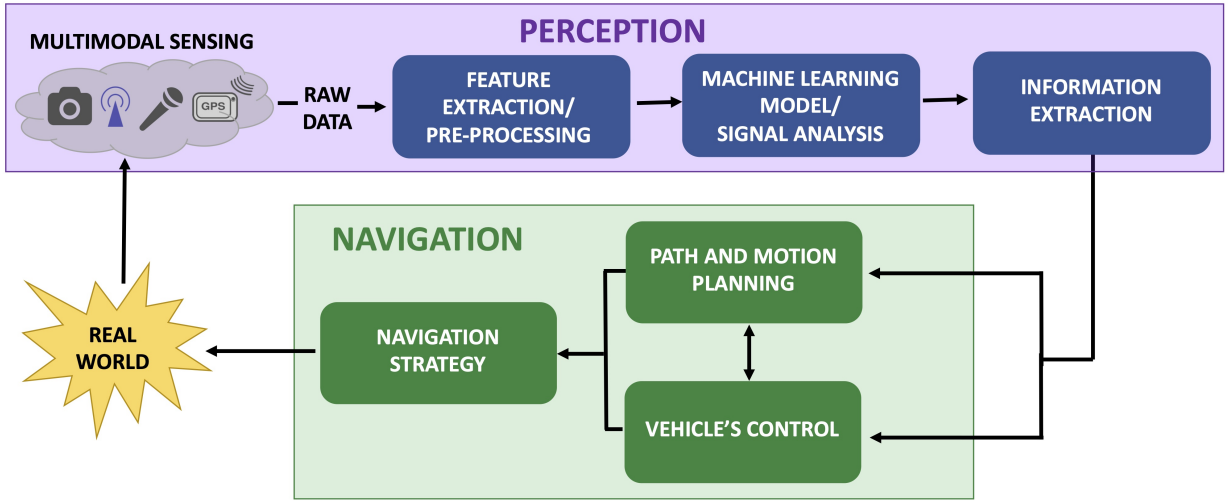 PERCEPTION
MULTIMODAL SENSING
GPS
RAW
DATA
FEATURE
EXTRACTION/
PRE-PROCESSING
MACHINE LEARNING
MODEL/
SIGNAL ANALYSIS
INFORMATION
EXTRACTION
NAVIGATION
PATH AND MOTION
PLANNING
NAVIGATION
STRATEGY
VEHICLE'S CONTROL
REAL
WORLD